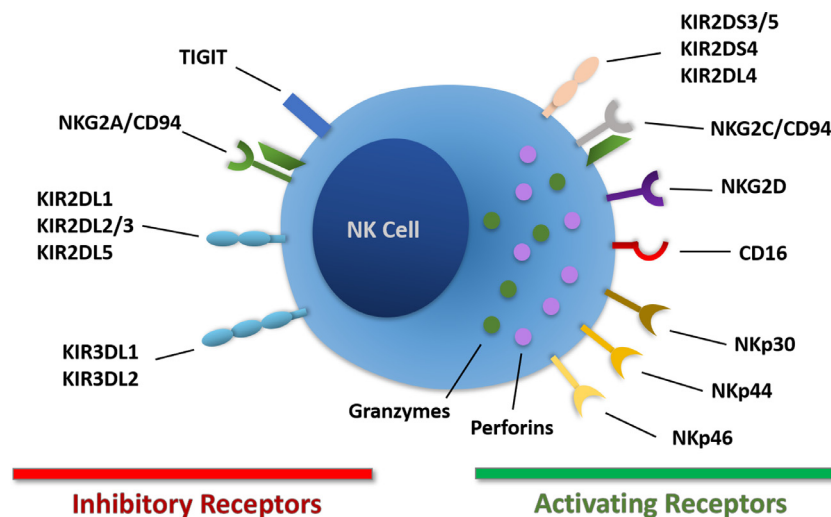 TIGIT
NKG2A/CD94
KIR2DL1
KIR2DL2/3
KIR2DL5
KIR3DL1
KIR3DL2
NK Cell
KIR2DS3/5
KIR2DS4
KIR2DL4
NKG2C/CD94
NKG2D
CD16
NKp30
NKp44
NKp46
Granzymes
Perforins
Inhibitory Receptors
Activating Receptors